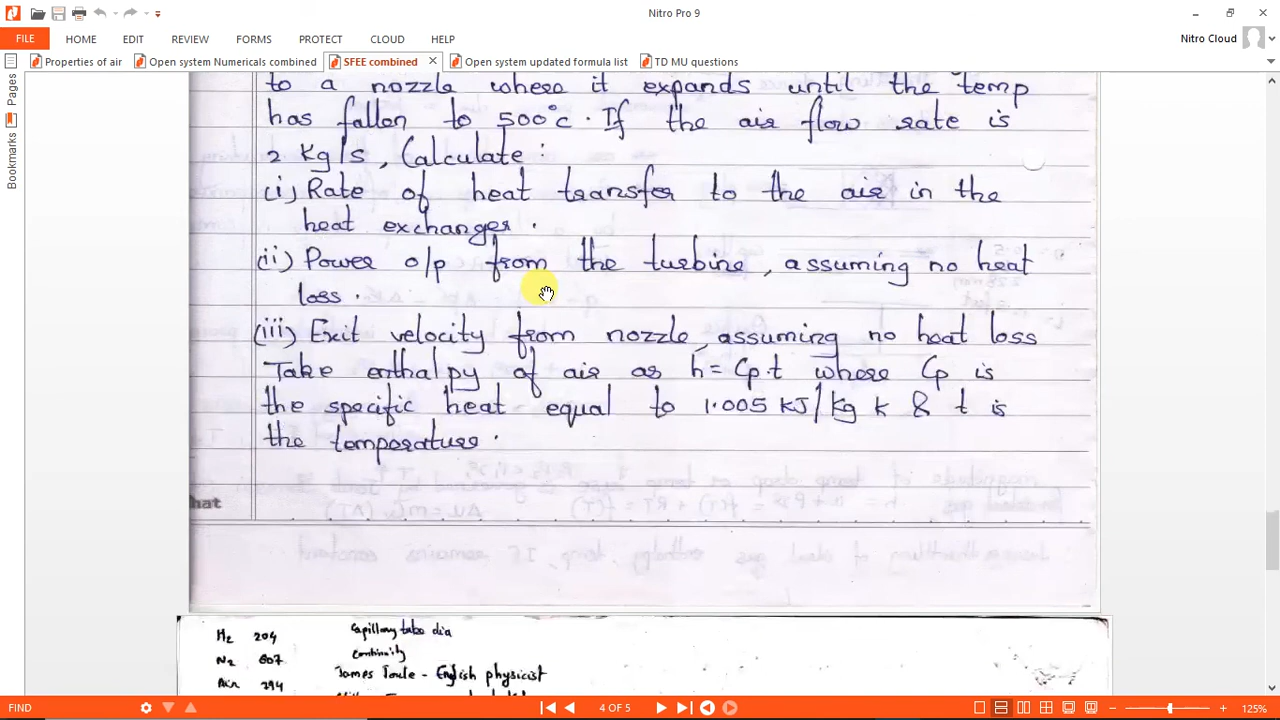 Nitro Pro 9
FILE HOME EDIT REVIEW FORMS PROTECT CLOUD HELP Nitro Cloud
Properties of air Open system Numericals combined SFEE combined Open system updated formula list TD MU questions
Pages
Bookmarks
to a nozzle where it expands until the temp
has fallen to 500°c. If the air flow rate is
2 Kg/s, Calculate:
(i) Rate of heat transfer to the air in the
heat exchanger.
(ii) Power o/p from the turbine, assuming no heat
loss.
(iii) Exit velocity from nozzle, assuming no heat loss
Take enthalpy of air as h = Cp.t where Cp is
the specific heat equal to 1.005 KJ/kg k & t is
the temperature.
hat
H2 204 Capillary tube dia
N2 607 Continuity
Air 294 James Joule - English physicist
FIND 4 OF 5 125%